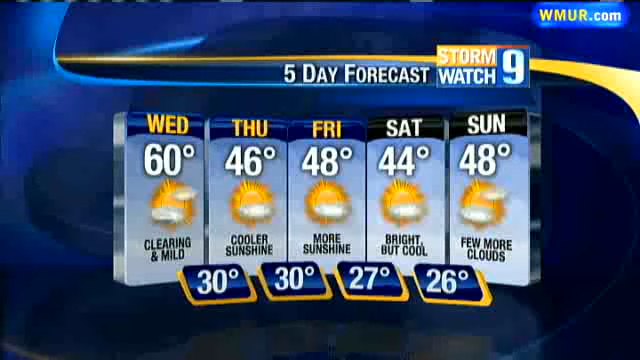 WMUR.com
5 DAY FORECAST
STORM
WATCH 9
WED THU FRI SAT SUN
60° 46° 48° 44° 48°
CLEARING & MILD
COOLER SUNSHINE
MORE SUNSHINE
BRIGHT, BUT COOL
FEW MORE CLOUDS
30° 30° 27° 26°